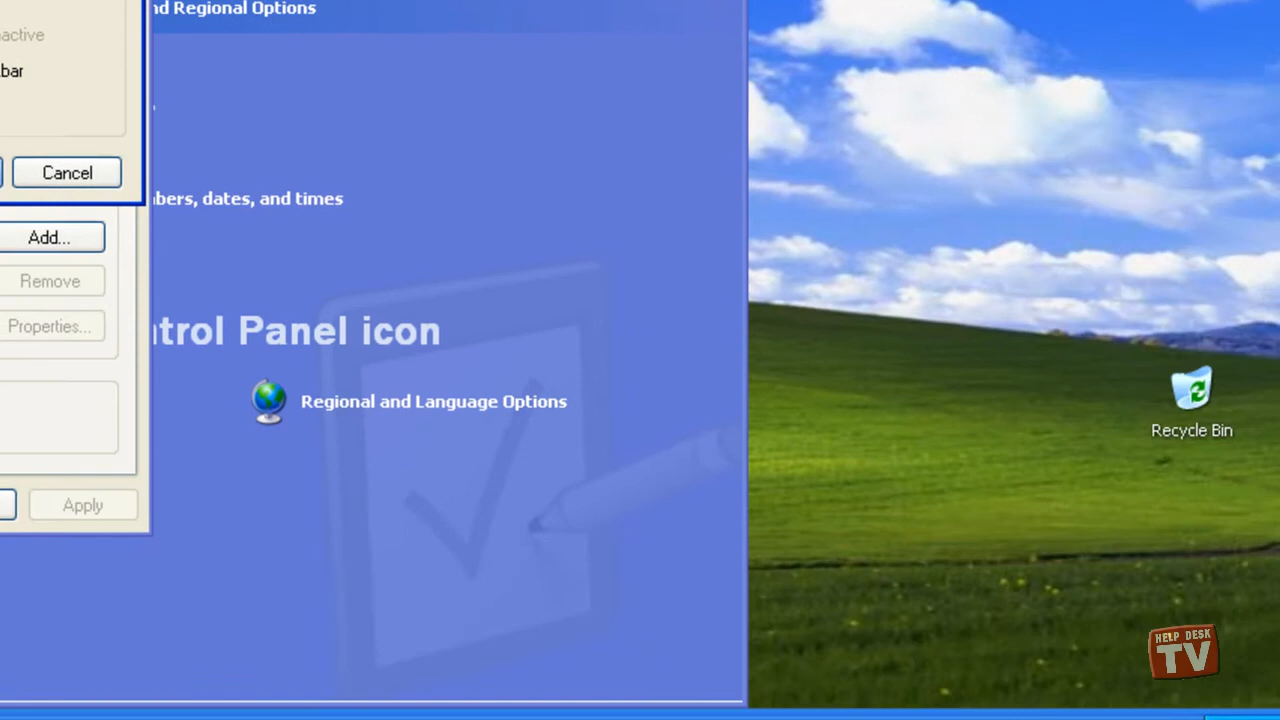 nd Regional Options
nactive
bar
Cancel
bers, dates, and times
Add...
Remove
Properties...
ntrol Panel icon
Regional and Language Options
Recycle Bin
Apply
HELP DESK
TV